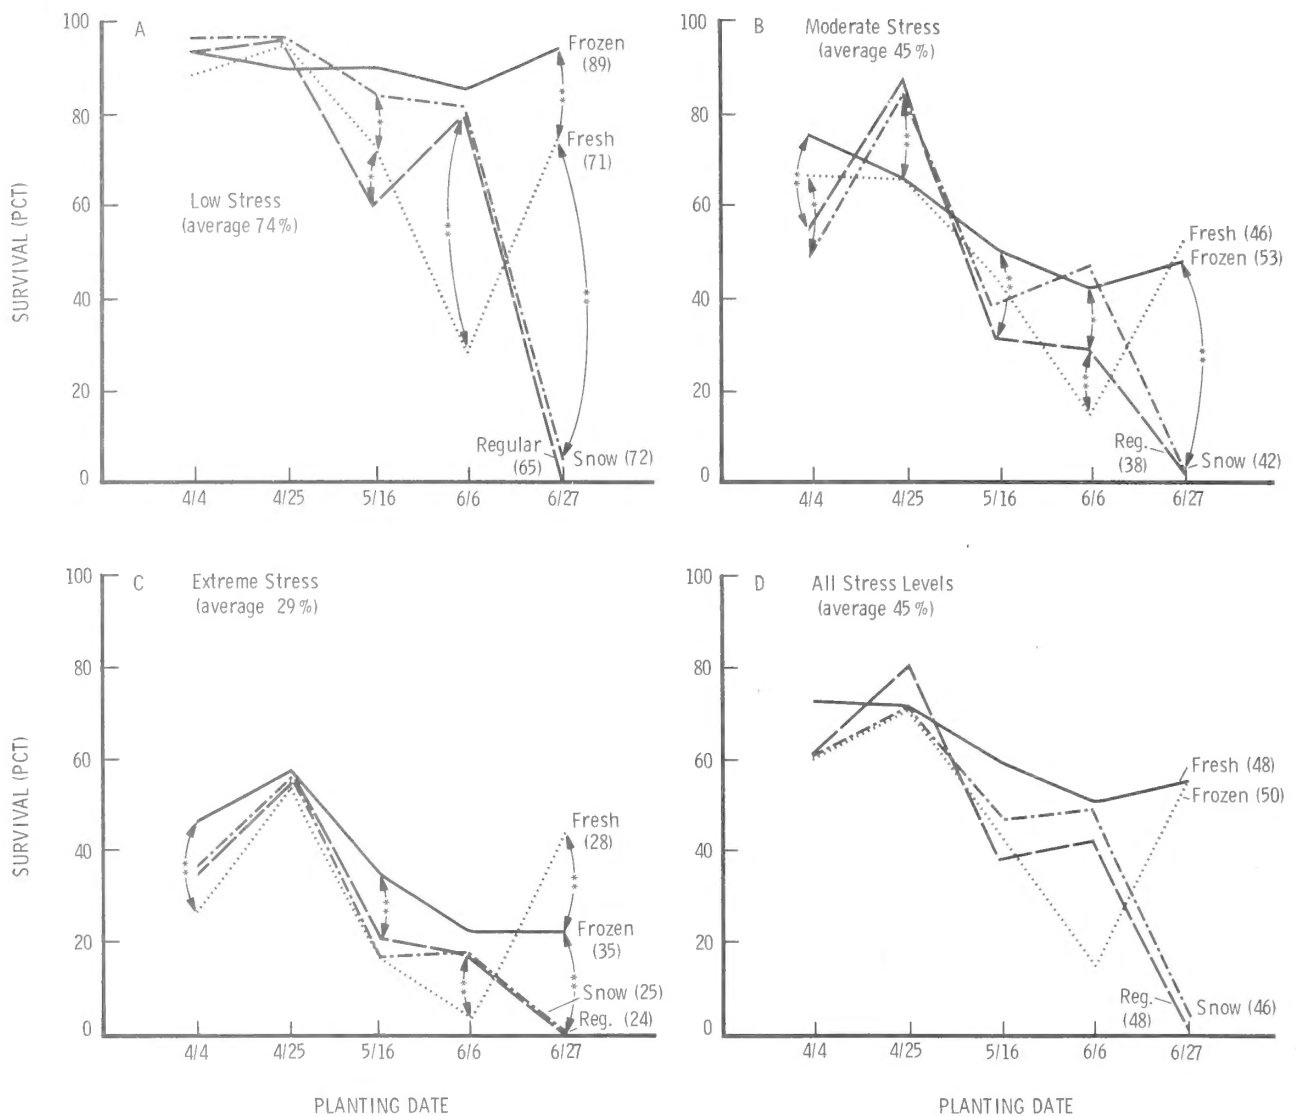 A
100
80
60
40
20
0
SURVIVAL (PCT)
Low Stress
(average 74%)
Frozen
(89)
**
Fresh
(71)
*
**
**
**
Regular
(65)
Snow (72)
4/4
4/25
5/16
6/6
6/27
B
Moderate Stress
(average 45%)
100
80
60
40
20
0
**
*
**
**
*
**
**
Fresh (46)
Frozen (53)
Reg.
(38)
Snow (42)
4/4
4/25
5/16
6/6
6/27
C
Extreme Stress
(average 29%)
100
80
60
40
20
0
SURVIVAL (PCT)
**
**
**
Fresh
(28)
**
Frozen
(35)
**
Snow (25)
Reg. (24)
4/4
4/25
5/16
6/6
6/27
PLANTING DATE
D
All Stress Levels
(average 45%)
100
80
60
40
20
0
Fresh (48)
Frozen (50)
Reg.
(48)
Snow (46)
4/4
4/25
5/16
6/6
6/27
PLANTING DATE